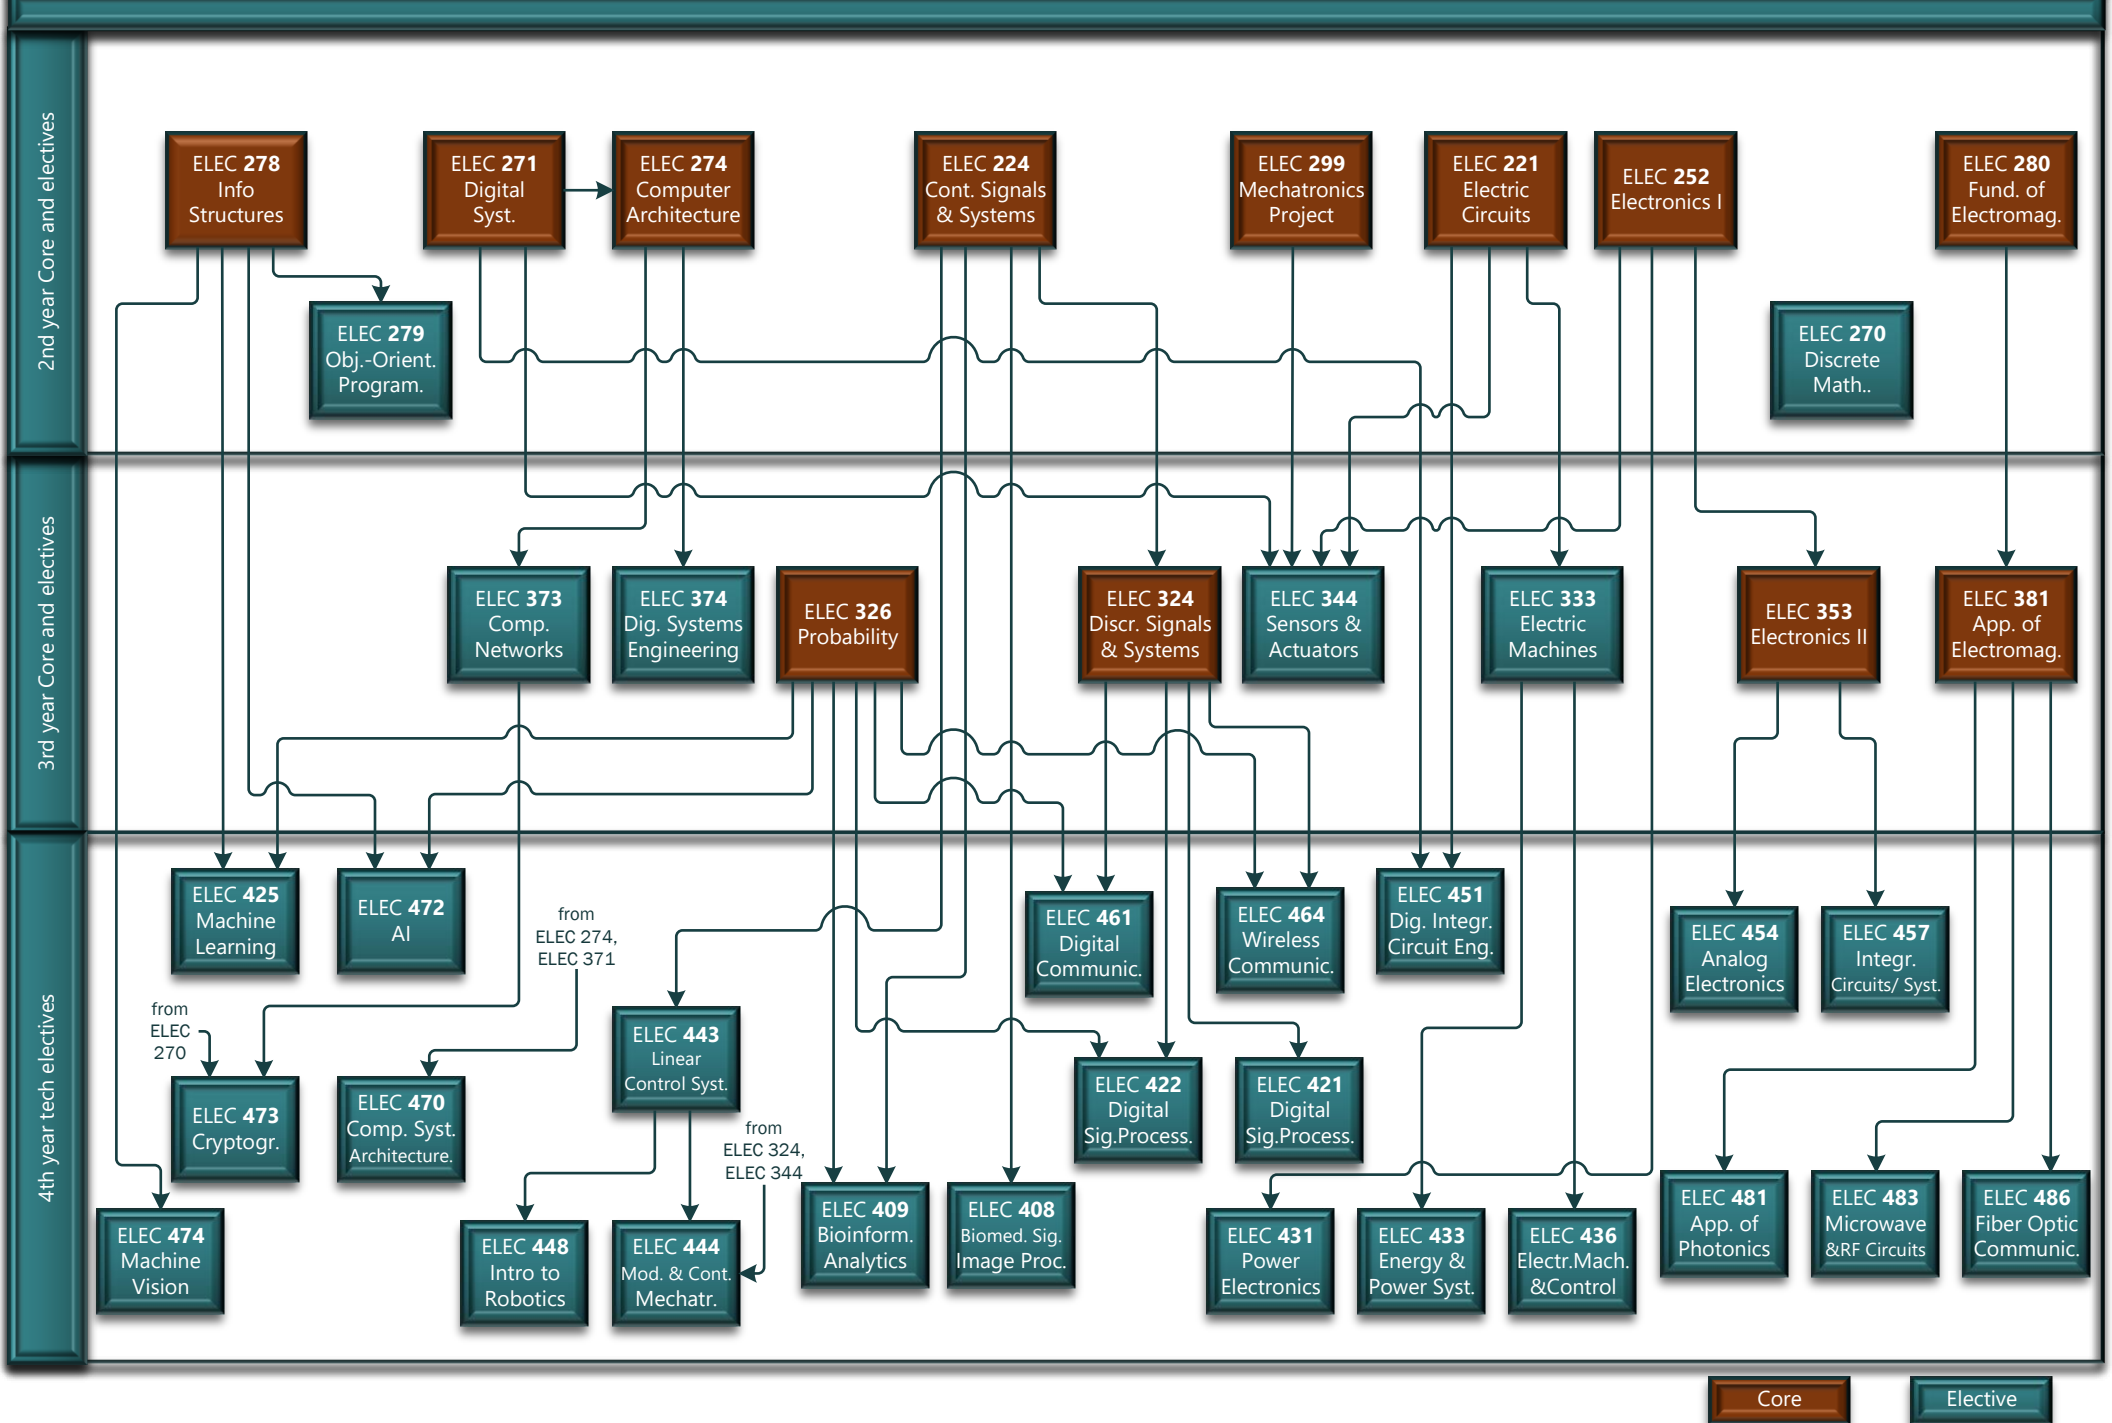 2nd year Core and electives
ELEC 278
Info
Structures
ELEC 271
Digital
Syst.
ELEC 274
Computer
Architecture
ELEC 224
Cont. Signals
& Systems
ELEC 299
Mechatronics
Project
ELEC 221
Electric
Circuits
ELEC 252
Electronics I
ELEC 280
Fund. of
Electromag.
ELEC 279
Obj.-Orient.
Program.
ELEC 270
Discrete
Math..
3rd year Core and electives
ELEC 373
Comp.
Networks
ELEC 374
Dig. Systems
Engineering
ELEC 326
Probability
ELEC 324
Discr. Signals
& Systems
ELEC 344
Sensors &
Actuators
ELEC 333
Electric
Machines
ELEC 353
Electronics II
ELEC 381
App. of
Electromag.
4th year tech electives
ELEC 425
Machine
Learning
ELEC 472
AI
from
ELEC 274,
ELEC 371
ELEC 461
Digital
Communic.
ELEC 464
Wireless
Communic.
ELEC 451
Dig. Integr.
Circuit Eng.
ELEC 454
Analog
Electronics
ELEC 457
Integr.
Circuits/ Syst.
from
ELEC
270
ELEC 473
Cryptogr.
ELEC 470
Comp. Syst.
Architecture.
ELEC 443
Linear
Control Syst.
from
ELEC 324,
ELEC 344
ELEC 422
Digital
Sig.Process.
ELEC 421
Digital
Sig.Process.
ELEC 474
Machine
Vision
ELEC 448
Intro to
Robotics
ELEC 444
Mod. & Cont.
Mechatr.
ELEC 409
Bioinform.
Analytics
ELEC 408
Biomed. Sig.
Image Proc.
ELEC 431
Power
Electronics
ELEC 433
Energy &
Power Syst.
ELEC 436
Electr.Mach.
&Control
ELEC 481
App. of
Photonics
ELEC 483
Microwave
&RF Circuits
ELEC 486
Fiber Optic
Communic.
Core
Elective